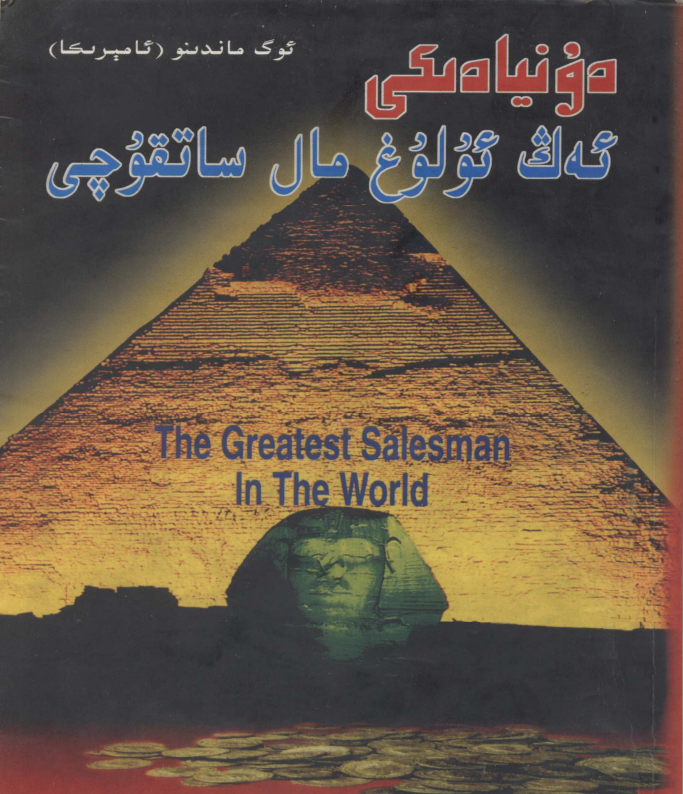 ئوگ ماندىنو (ئامېرىكا)
دۇنيادىكى
ئەڭ ئۇلۇغ مال ساتقۇچى
The Greatest Salesman
In The World